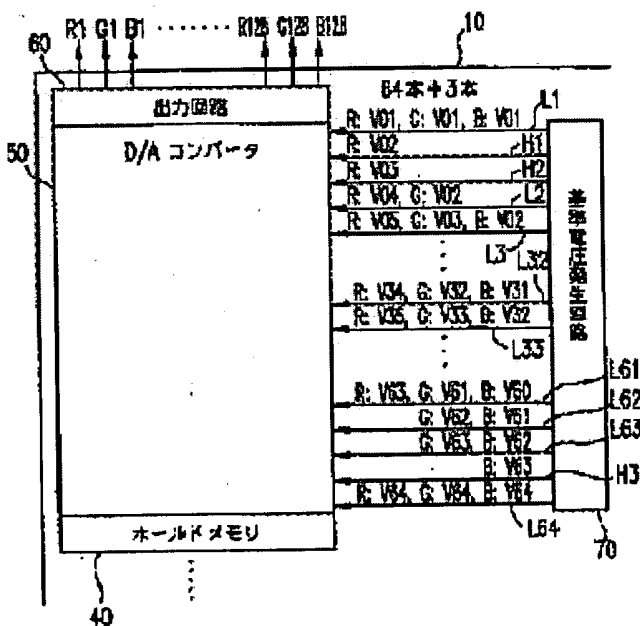 R1 G1 B1 ······· R128 G128 B128
60
10
出力回路
64本+3本
L1
50
D/A コンバータ
R: V01, G: V01, B: V01
R: V02
H1
R: V03
H2
R: V04, G: V02
L2
R: V05, G: V03, B: V02
L3
L32
基準電圧発生回路
R: V34, G: V32, B: V31
R: V35, G: V33, B: V32
L33
R: V63, G: V61, B: V60
L61
G: V62, B: V61
L62
G: V63, B: V62
L63
B: V63
H3
R: V64, G: V64, B: V64
L64
ホールドメモリ
40
70